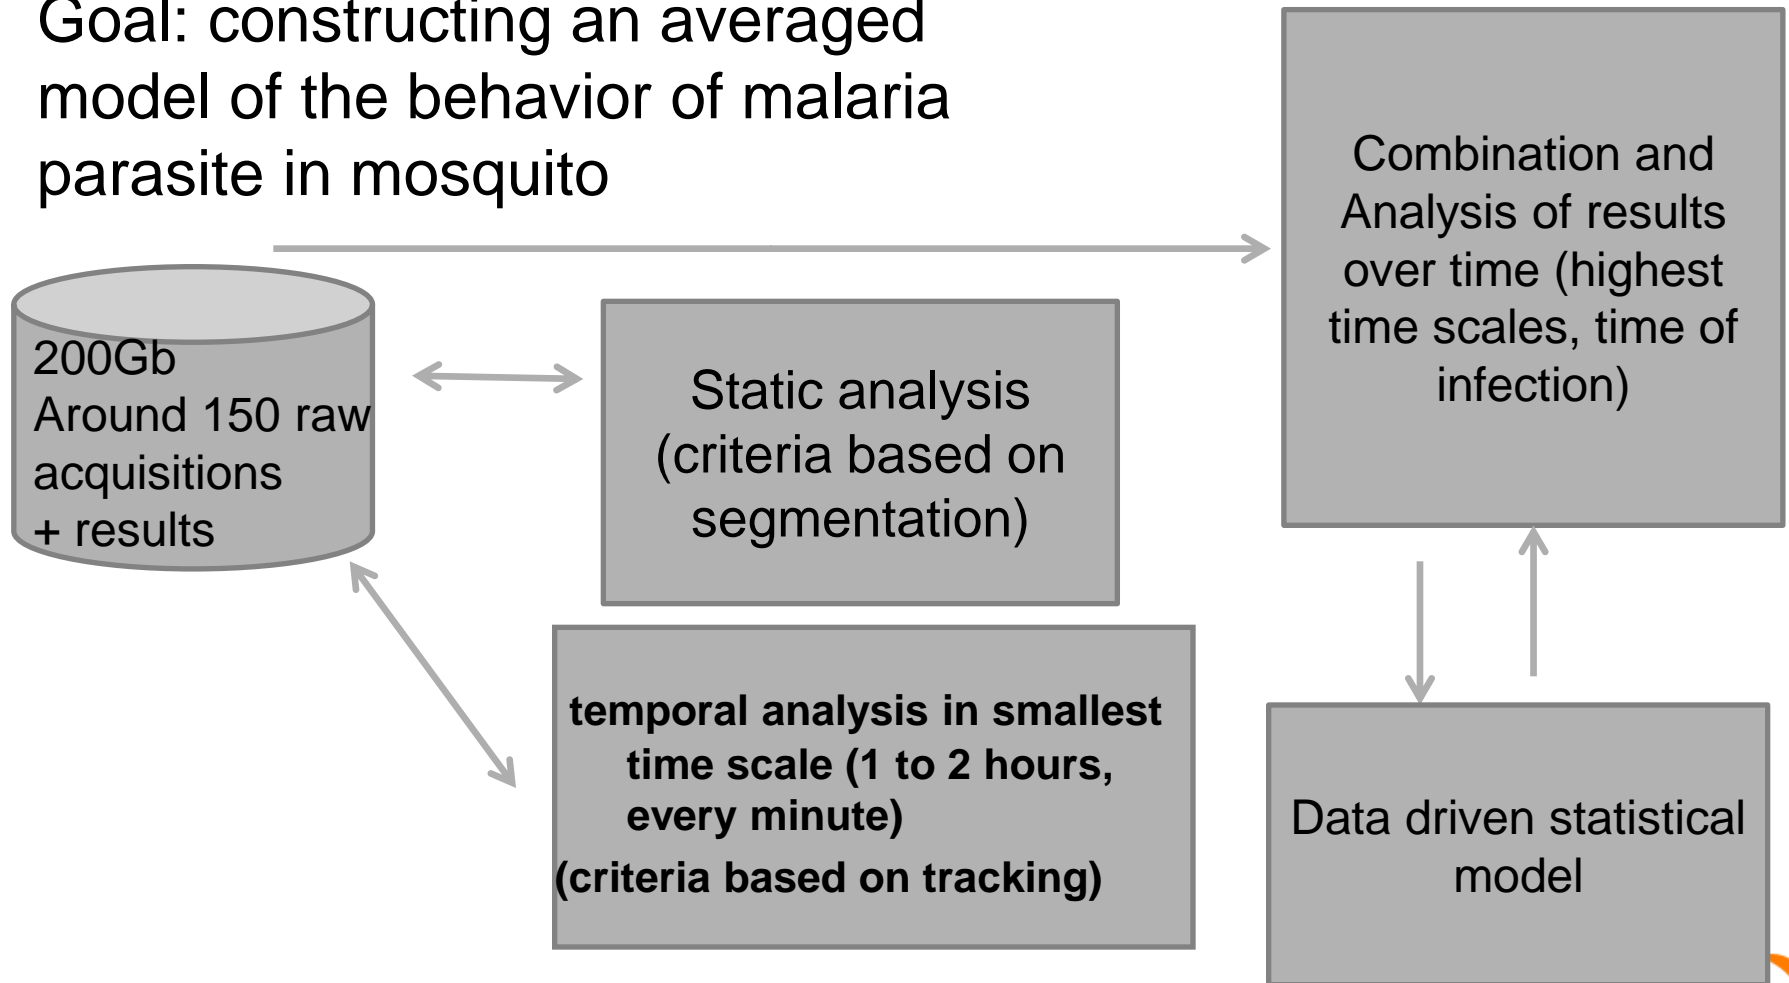 Goal: constructing an averaged
model of the behavior of malaria
parasite in mosquito
200Gb
Around 150 raw
acquisitions
+ results
Static analysis
(criteria based on
segmentation)
temporal analysis in smallest
time scale (1 to 2 hours,
every minute)
(criteria based on tracking)
Combination and
Analysis of results
over time (highest
time scales, time of
infection)
Data driven statistical
model